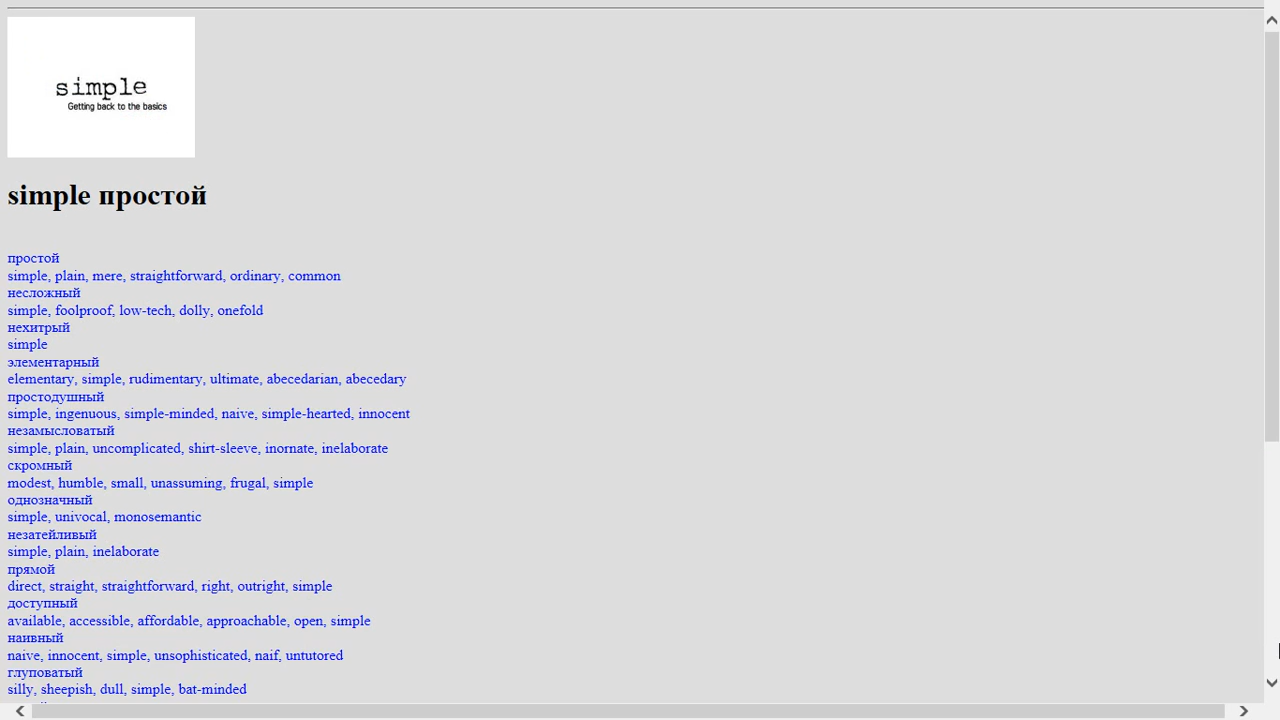 simple
Getting back to the basics
simple простой
простой
simple, plain, mere, straightforward, ordinary, common
несложный
simple, foolproof, low-tech, dolly, onefold
нехитрый
simple
элементарный
elementary, simple, rudimentary, ultimate, abecedarian, abecedary
простодушный
simple, ingenuous, simple-minded, naive, simple-hearted, innocent
незамысловатый
simple, plain, uncomplicated, shirt-sleeve, inornate, inelaborate
скромный
modest, humble, small, unassuming, frugal, simple
однозначный
simple, univocal, monosemantic
незатейливый
simple, plain, inelaborate
прямой
direct, straight, straightforward, right, outright, simple
доступный
available, accessible, affordable, approachable, open, simple
наивный
naive, innocent, simple, unsophisticated, naif, untutored
глуповатый
silly, sheepish, dull, simple, bat-minded